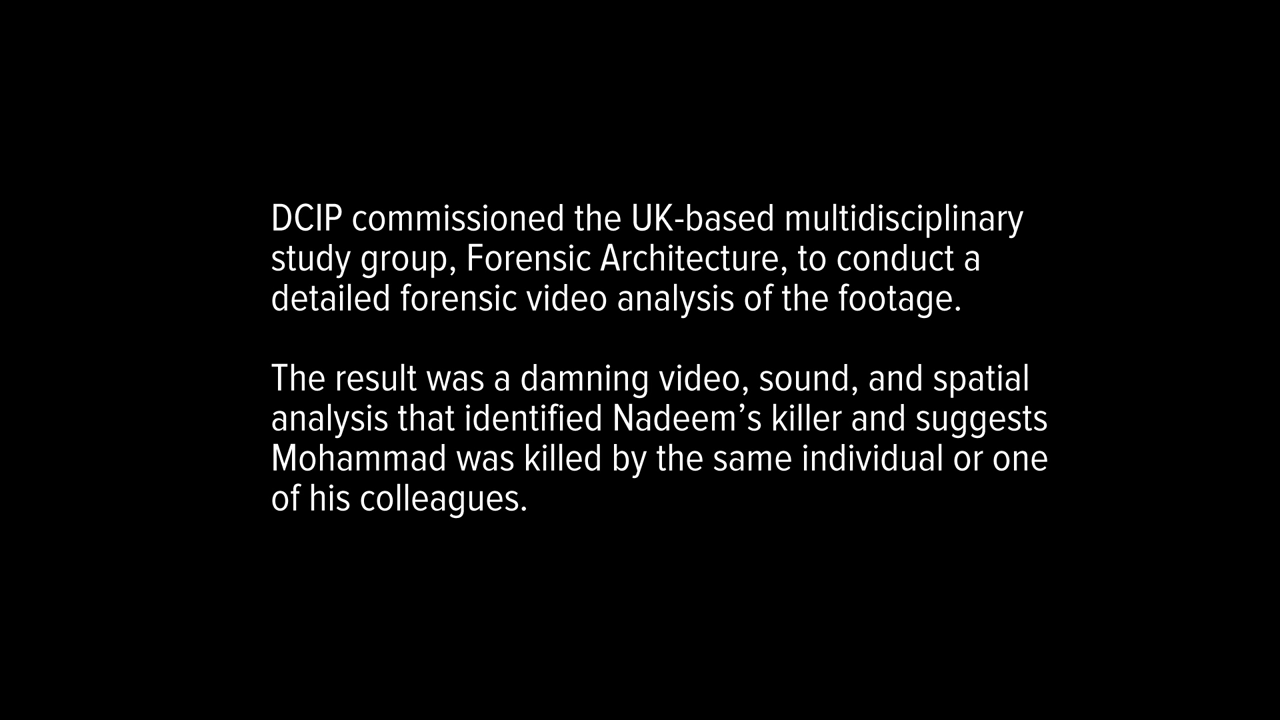 DCIP commissioned the UK-based multidisciplinary
study group, Forensic Architecture, to conduct a
detailed forensic video analysis of the footage.
The result was a damning video, sound, and spatial
analysis that identified Nadeem’s killer and suggests
Mohammad was killed by the same individual or one
of his colleagues.